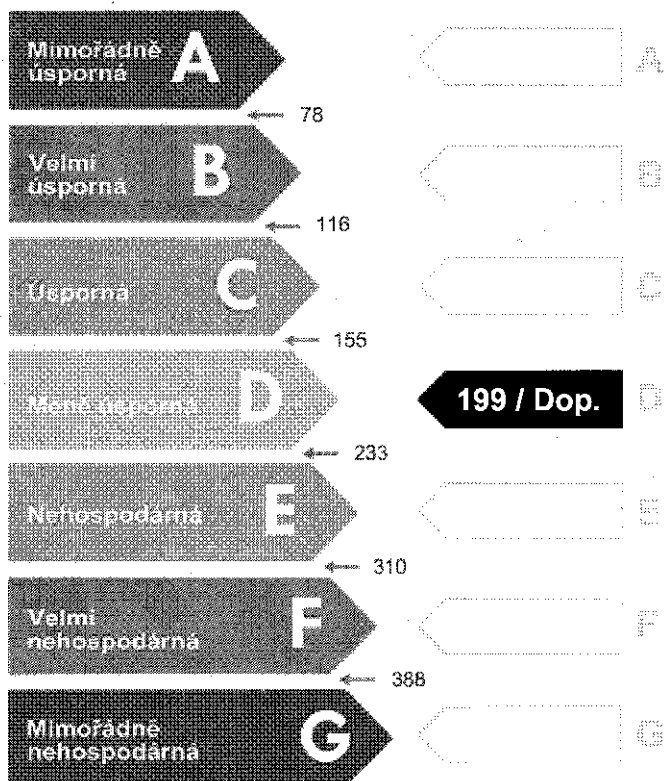 Mimořádně
úsporná
A
A
78
Velmi
úsporná
B
B
116
Úsporná
C
C
155
Méně úsporná
D
199 / Dop.
D
233
Nehospodárná
E
E
310
Velmi
nehospodárná
F
F
388
Mimořádně
nehospodárná
G
G